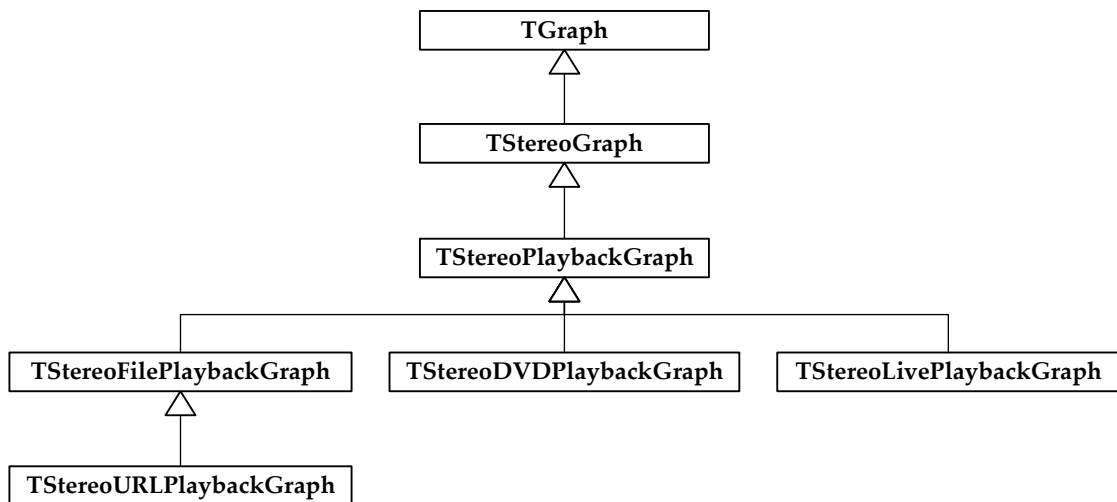 TGraph
TStereoGraph
TStereoPlaybackGraph
TStereoFilePlaybackGraph
TStereoDVDPlaybackGraph
TStereoLivePlaybackGraph
TStereoURLPlaybackGraph